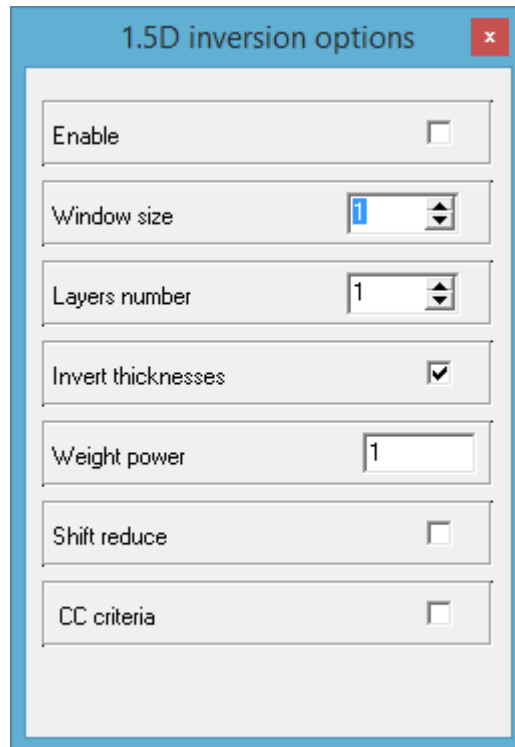 1.5D inversion options x
Enable
Window size 1
Layers number 1
Invert thicknesses
Weight power 1
Shift reduce
CC criteria